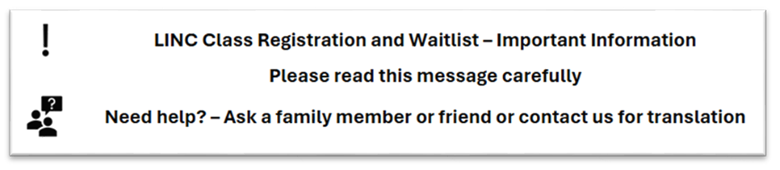 LINC Class Registration and Waitlist – Important Information
Please read this message carefully
Need help? – Ask a family member or friend or contact us for translation